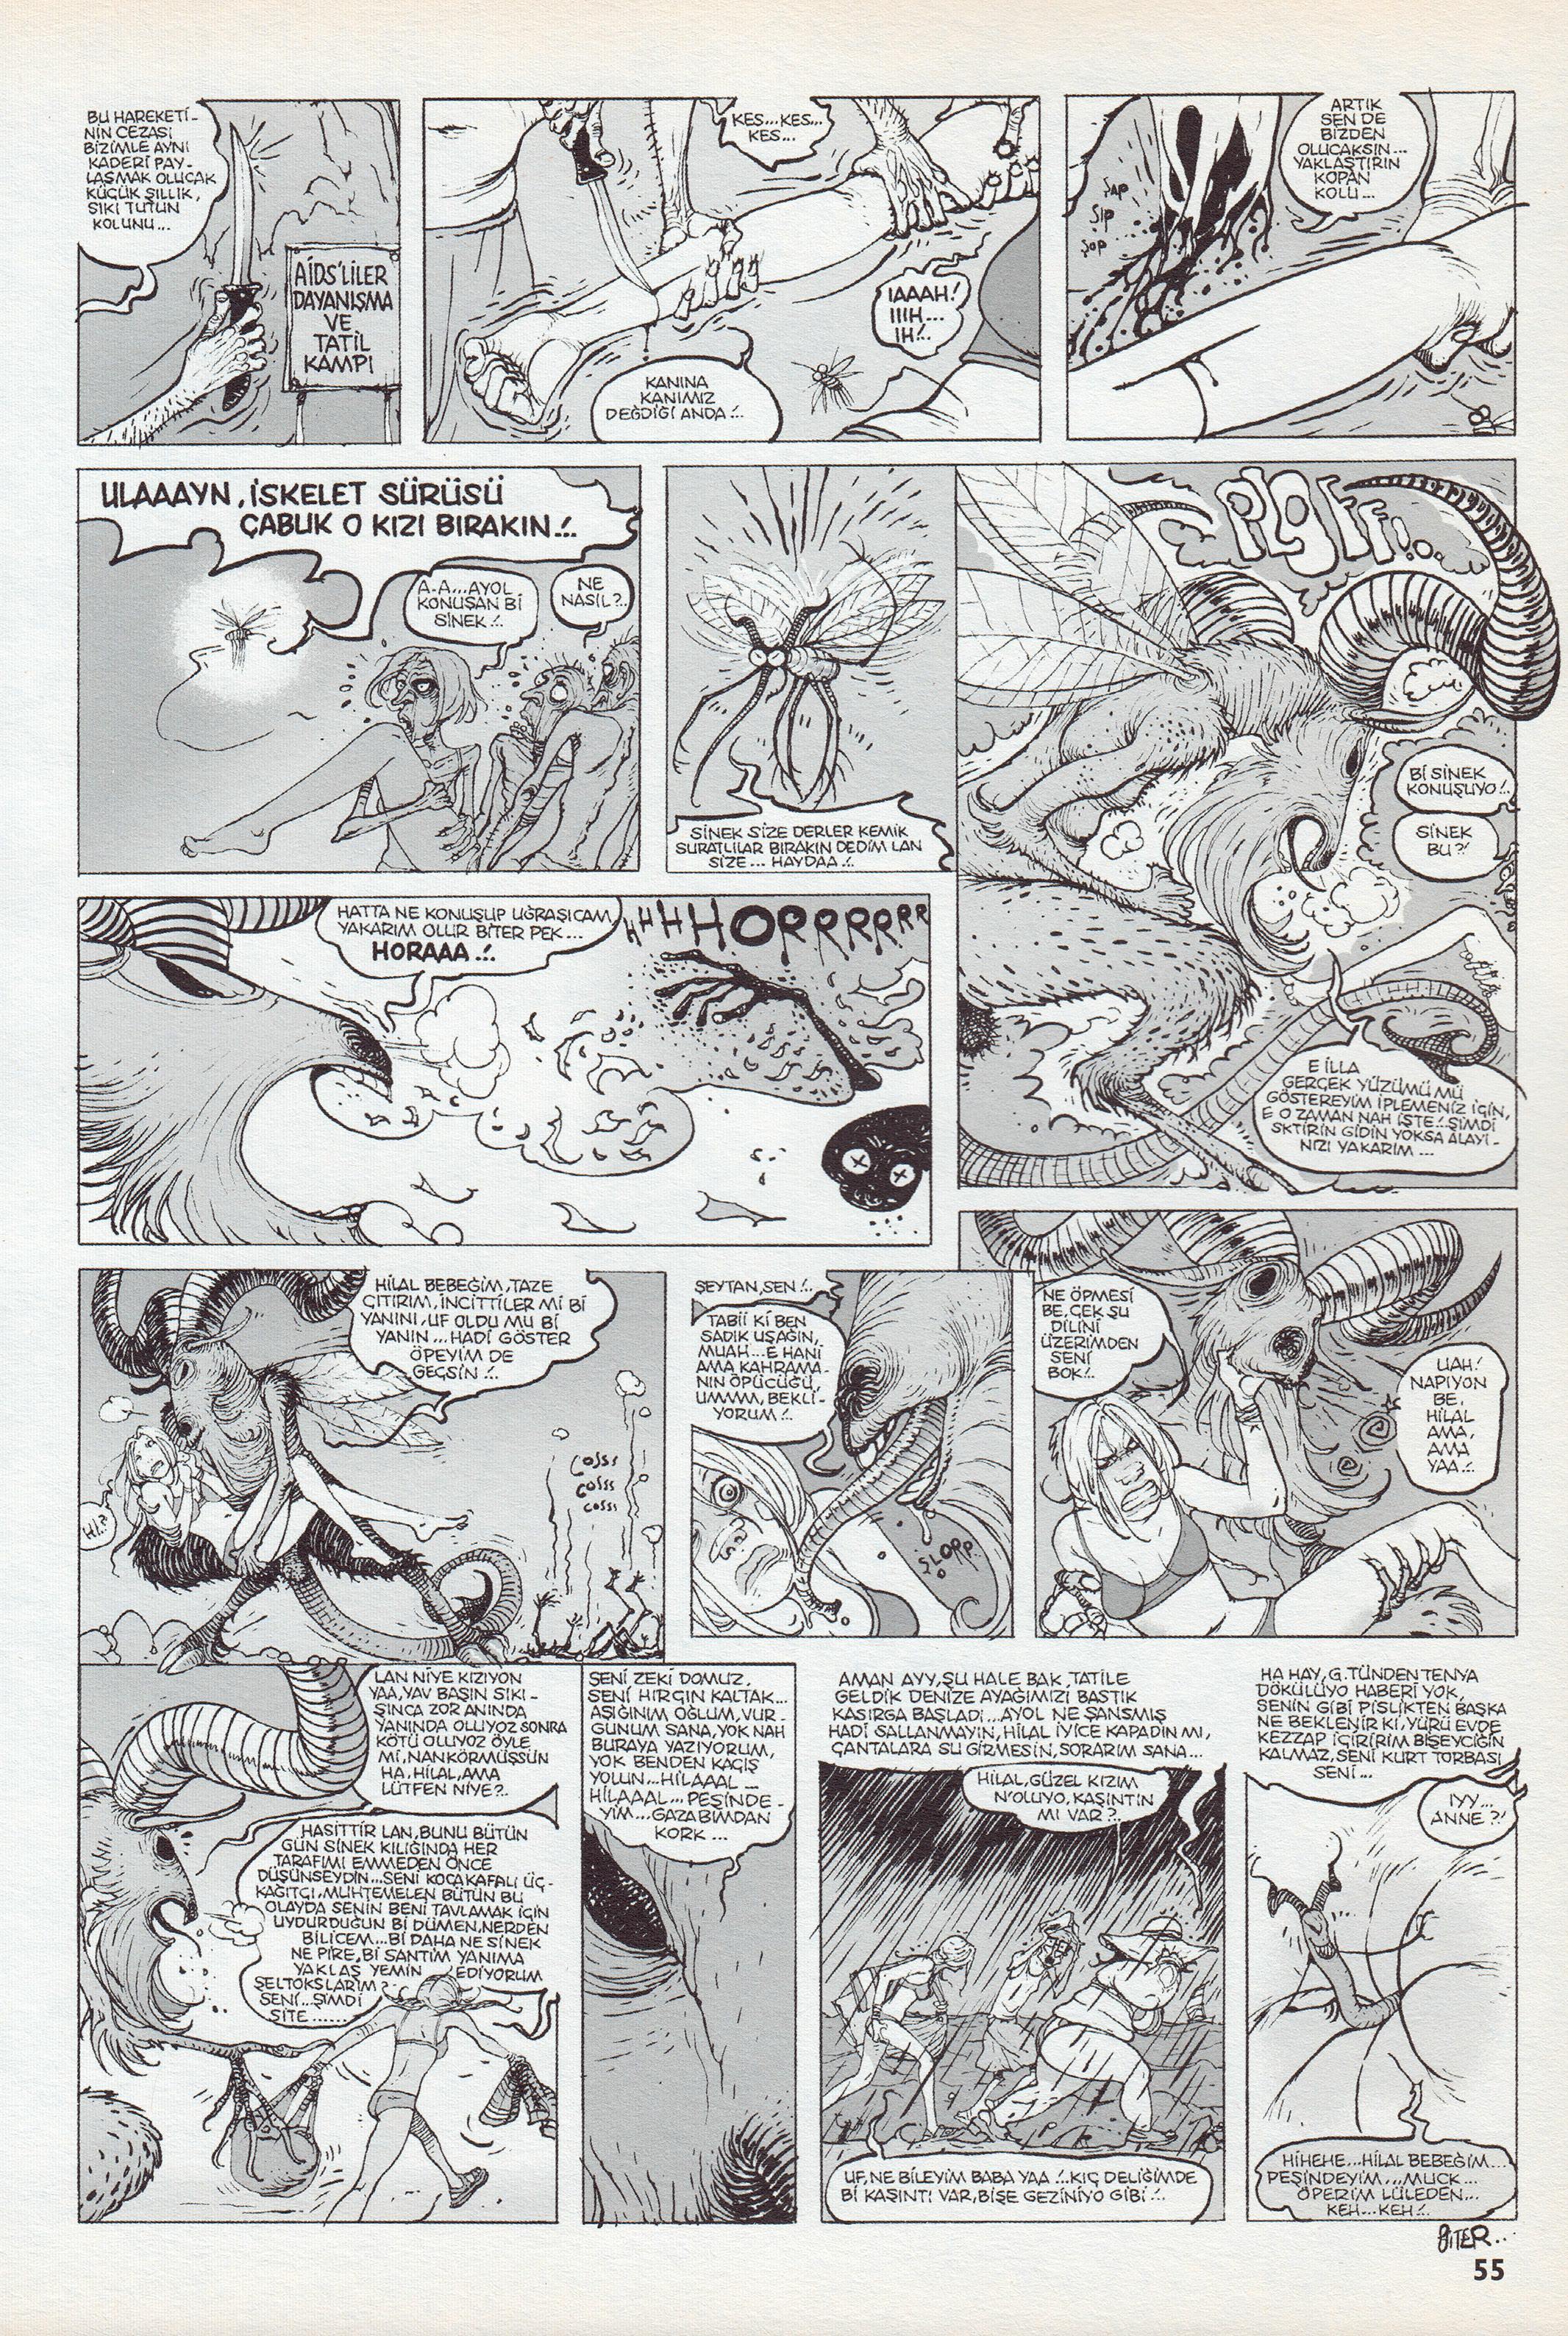 BU HAREKETİ-
NİN CEZASI
BİZİMLE AYNI
KADERİ PAY-
LAŞMAK OLUCAK
KÜÇÜK ŞILLIK,
SIKI TUTUN
KOLUNU...
AİDS'LİLER
DAYANIŞMA
VE
TATİL
KAMPI
KES...KES...
KES...
IAAAH!
IIIH...
IH!..
KANINA
KANIMIZ
DEĞDİĞİ ANDA!..
ARTIK
SEN DE
BİZDEN
OLUCAKSIN...
YAKLAŞTIRIN
KOPAN
KOLU...
ŞAP
ŞIP
ŞOP
ULAAAYN, İSKELET SÜRÜSÜ
ÇABUK O KIZI BIRAKIN!..
A-A...AYOL
KONUŞAN Bİ
SİNEK!..
NE
NASIL?..
SİNEK SİZE DERLER KEMİK
SURATLILAR BIRAKIN DEDİM LAN
SİZE... HAYDAA!..
Bİ SİNEK
KONUŞUYO!..
SİNEK
BU?!
E İLLA
GERÇEK YÜZÜMÜ MÜ
GÖSTEREYİM İPLEMENİZ İÇİN,
E O ZAMAN NAH İŞTE!..ŞİMDİ
SKTİRİN GİDİN YOKSA ALAYI-
NIZI YAKARIM...
HATTA NE KONUŞUP UĞRAŞICAM
YAKARIM OLUR BİTER PEK...
HORAAA!..
HHHHORRRRRRR
HİLAL BEBEĞİM, TAZE
ÇITIRIM, İNCİTTİLER Mİ Bİ
YANINI, UF OLDU MU Bİ
YANIN...HADİ GÖSTER
ÖPEYİM DE
GEÇSİN!..
Hİ?
COSSS
COSSS
COSSS
ŞEYTAN, SEN!..
TABİİ Kİ BEN
SADIK UŞAĞIN,
MUAH...E HANİ
AMA KAHRAMA-
NIN ÖPÜCÜĞÜ,
UMMM, BEKLİ-
YORUM!..
ŞLOPP
NE ÖPMESİ
BE, ÇEK ŞU
DİLİNİ
ÜZERİMDEN
SENİ
BOK!..
UAH!
NAPIYON
BE,
HİLAL
AMA,
AMA
YAA!..
LAN NİYE KIZIYON
YAA, YAV BAŞIN SIKI-
ŞINCA ZOR ANINDA
YANINDA OLUYOZ SONRA
KÖTÜ OLUYOZ ÖYLE
Mİ, NANKÖRMÜŞSÜN
HA, HİLAL, AMA
LÜTFEN NİYE?..
HASİTTİR LAN, BUNU BÜTÜN
GÜN SİNEK KILIĞINDA HER
TARAFIMI EMMEDEN ÖNCE
DÜŞÜNSEYDİN...SENİ KOCAKAFALI ÜÇ-
KAĞITÇI, MUHTEMELEN BÜTÜN BU
OLAYDA SENİN BENİ TAVLAMAK İÇİN
UYDURDUĞUN Bİ DÜMEN, NERDEN
BİLİCEM...Bİ DAHA NE SİNEK
NE PİRE, Bİ SANTİM YANIMA
YAKLAŞ YEMİN EDİYORUM
ŞELTOKSLARIM
SENİ...ŞİMDİ
SİTE......
SENİ ZEKİ DOMUZ,
SENİ HIRÇIN KALTAK...
AŞIĞINIM OĞLUM, VUR-
GUNUM SANA, YOK NAH
BURAYA YAZIYORUM,
YOK BENDEN KAÇIŞ
YOLUN...HİLAAAL -
HİLAAAL...PEŞİNDE-
YİM...GAZABIMDAN
KORK...
AMAN AYY, ŞU HALE BAK, TATİLE
GELDİK DENİZE AYAĞIMIZI BASTIK
KASIRGA BAŞLADI...AYOL NE ŞANSMIŞ
HADİ SALLANMAYIN, HİLAL İYİCE KAPADIN MI,
ÇANTALARA SU GİRMESİN, SORARIM SANA...
HİLAL, GÜZEL KIZIM
N'OLUYO, KAŞINTIN
MI VAR?..
UF, NE BİLEYİM BABA YAA!..KIÇ DELİĞİMDE
Bİ KAŞINTI VAR, BİŞE GEZİNİYO GİBİ!..
HA HAY, G.TÜNDEN TENYA
DÖKÜLÜYO HABERİ YOK,
SENİN GİBİ PİSLİKTEN BAŞKA
NE BEKLENİR Kİ, YÜRÜ EVDE
KEZZAP İÇİRİRİM BİŞEYCİĞİN
KALMAZ, SENİ KURT TORBASI
SENİ...
IYY...
ANNE?!
HİHEHE...HİLAL BEBEĞİM...
PEŞİNDEYİM...MUCK...
ÖPERİM LÜLEDEN...
KEH...KEH!..
BİTER...
55